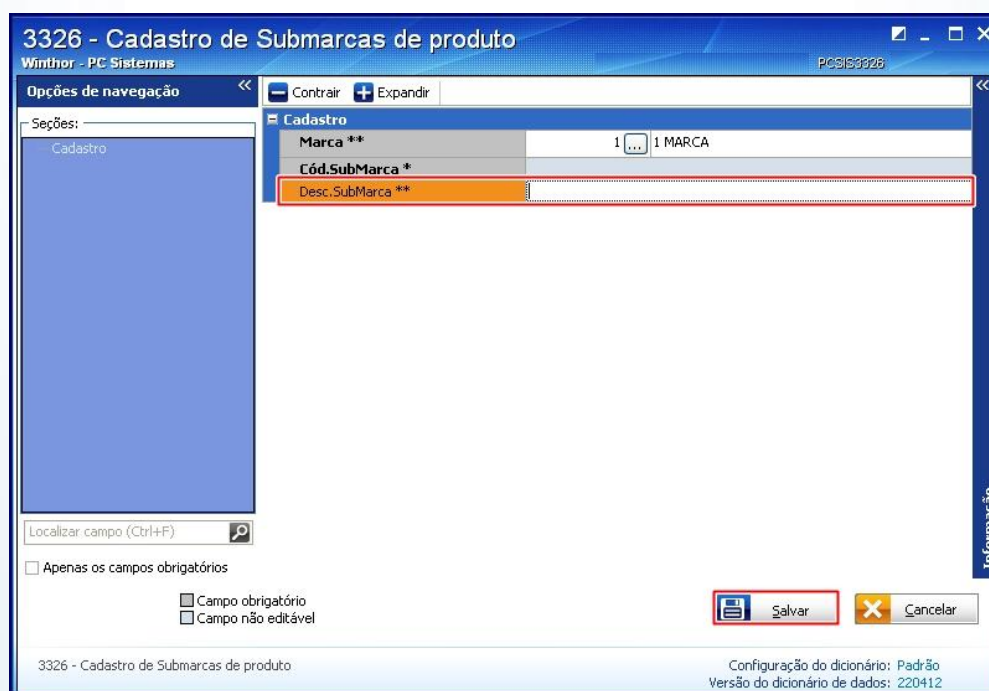 3326 - Cadastro de Submarcas de produto
Winthor - PC Sistemas
PCSIS3326
Opções de navegação
Contrair Expandir
Seções:
Cadastro
Cadastro
Marca ** 1 ... 1 MARCA
Cód.SubMarca *
Desc.SubMarca **
Informação
Localizar campo (Ctrl+F)
Apenas os campos obrigatórios
Campo obrigatório
Campo não editável
Salvar
Cancelar
3326 - Cadastro de Submarcas de produto
Configuração do dicionário: Padrão
Versão do dicionário de dados: 220412